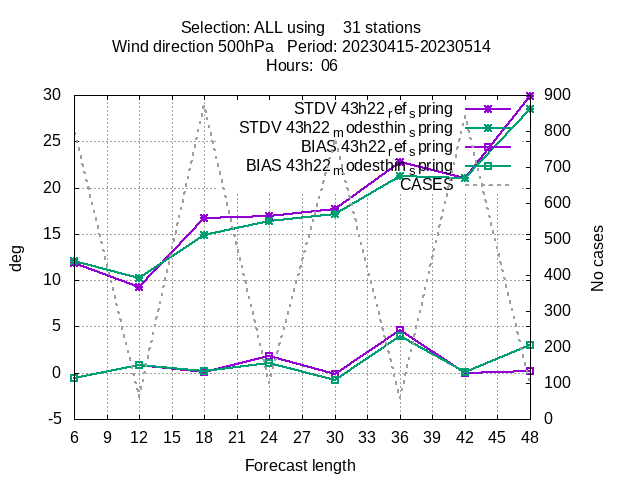 Selection: ALL using    31 stations
Wind direction 500hPa   Period: 20230415-20230514
Hours:  06
30
25
20
15
10
5
0
-5
deg
900
800
700
600
500
400
300
200
100
0
No cases
STDV 43h22_ref_spring
STDV 43h22_modesthin_spring
BIAS 43h22_ref_spring
BIAS 43h22_modesthin_spring
CASES
6 9 12 15 18 21 24 27 30 33 36 39 42 45 48
Forecast length